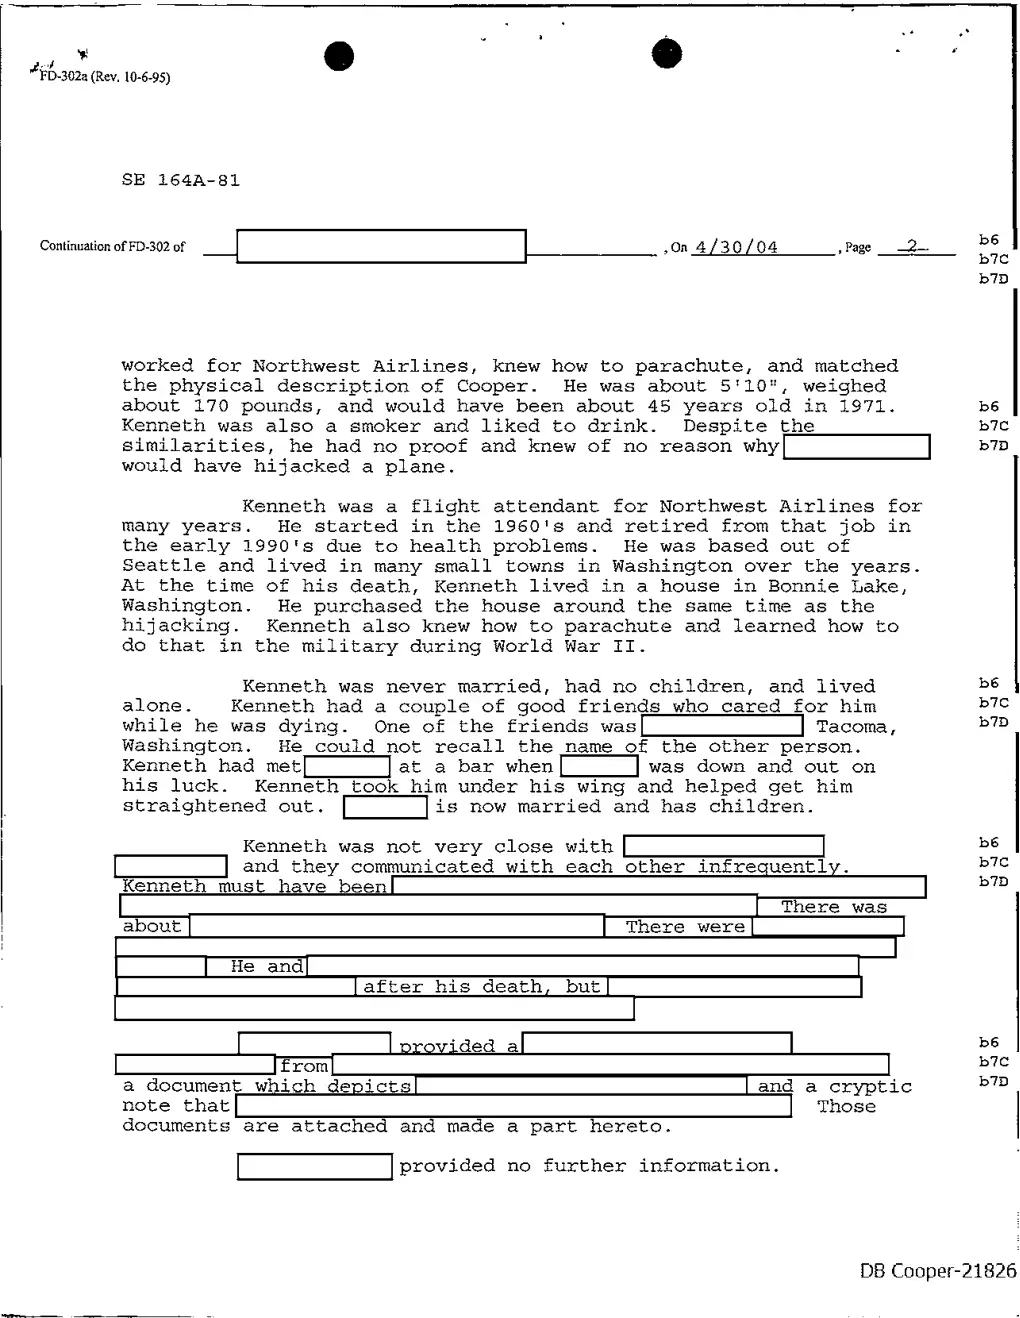 FD-302a (Rev. 10-6-95)
SE 164A-81
Continuation of FD-302 of , On 4/30/04 , Page 2
b6
b7C
b7D
worked for Northwest Airlines, knew how to parachute, and matched
the physical description of Cooper. He was about 5'10", weighed
about 170 pounds, and would have been about 45 years old in 1971.
Kenneth was also a smoker and liked to drink. Despite the
similarities, he had no proof and knew of no reason why
would have hijacked a plane.
b6
b7C
b7D
Kenneth was a flight attendant for Northwest Airlines for
many years. He started in the 1960's and retired from that job in
the early 1990's due to health problems. He was based out of
Seattle and lived in many small towns in Washington over the years.
At the time of his death, Kenneth lived in a house in Bonnie Lake,
Washington. He purchased the house around the same time as the
hijacking. Kenneth also knew how to parachute and learned how to
do that in the military during World War II.
Kenneth was never married, had no children, and lived
alone. Kenneth had a couple of good friends who cared for him
while he was dying. One of the friends was Tacoma,
Washington. He could not recall the name of the other person.
Kenneth had met at a bar when was down and out on
his luck. Kenneth took him under his wing and helped get him
straightened out. is now married and has children.
b6
b7C
b7D
Kenneth was not very close with
and they communicated with each other infrequently.
Kenneth must have been
There was
about There were
He and
after his death, but
b6
b7C
b7D
provided a
from
a document which depicts and a cryptic
note that Those
documents are attached and made a part hereto.
b6
b7C
b7D
provided no further information.
DB Cooper-21826